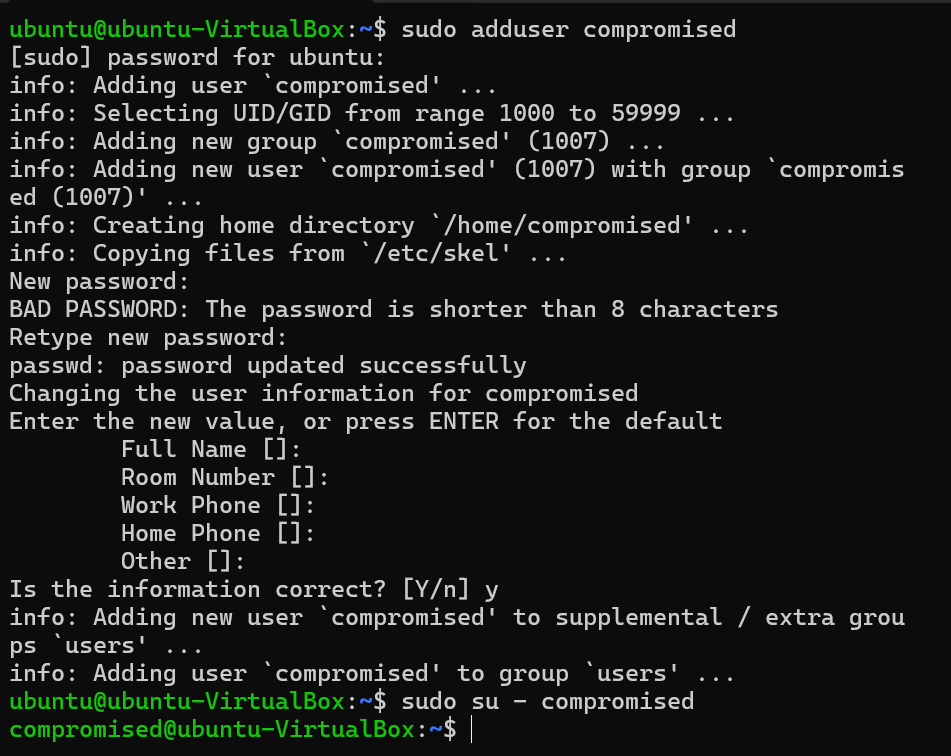 ubuntu@ubuntu-VirtualBox:~$ sudo adduser compromised
[sudo] password for ubuntu:
info: Adding user `compromised' ...
info: Selecting UID/GID from range 1000 to 59999 ...
info: Adding new group `compromised' (1007) ...
info: Adding new user `compromised' (1007) with group `compromis
ed (1007)' ...
info: Creating home directory `/home/compromised' ...
info: Copying files from `/etc/skel' ...
New password:
BAD PASSWORD: The password is shorter than 8 characters
Retype new password:
passwd: password updated successfully
Changing the user information for compromised
Enter the new value, or press ENTER for the default
        Full Name []:
        Room Number []:
        Work Phone []:
        Home Phone []:
        Other []:
Is the information correct? [Y/n] y
info: Adding new user `compromised' to supplemental / extra grou
ps `users' ...
info: Adding user `compromised' to group `users' ...
ubuntu@ubuntu-VirtualBox:~$ sudo su - compromised
compromised@ubuntu-VirtualBox:~$